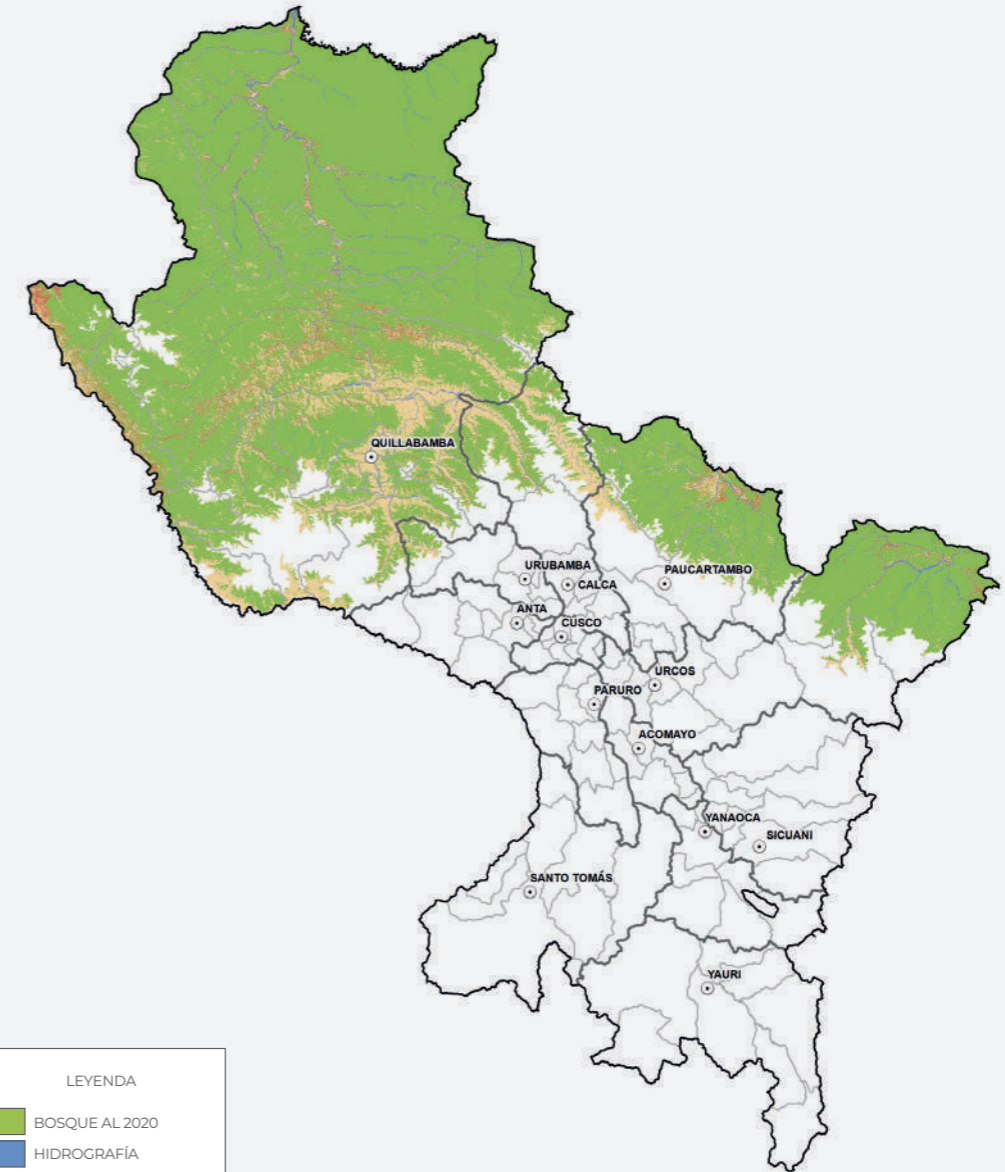 QUILLABAMBA
URUBAMBA
CALCA
PAUCARTAMBO
ANTA
CUSCO
URCOS
PARURO
ACOMAYO
YANAOCA
SICUANI
SANTO TOMÁS
YAURI
LEYENDA
BOSQUE AL 2020
HIDROGRAFÍA